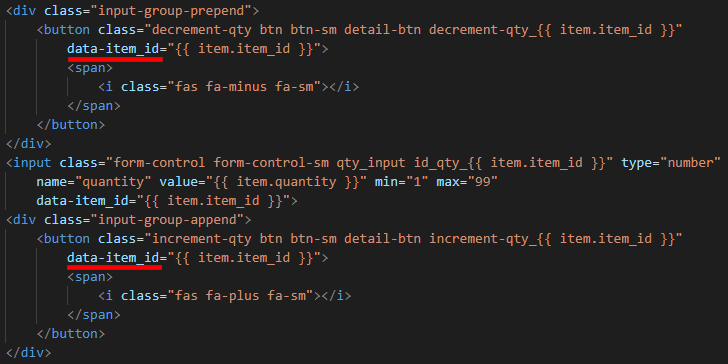 <div class="input-group-prepend">
    <button class="decrement-qty btn btn-sm detail-btn decrement-qty_{{ item.item_id }}"
        data-item_id="{{ item.item_id }}">
        <span>
            <i class="fas fa-minus fa-sm"></i>
        </span>
    </button>
</div>
<input class="form-control form-control-sm qty_input id_qty_{{ item.item_id }}" type="number"
    name="quantity" value="{{ item.quantity }}" min="1" max="99"
    data-item_id="{{ item.item_id }}">
<div class="input-group-append">
    <button class="increment-qty btn btn-sm detail-btn increment-qty_{{ item.item_id }}"
        data-item_id="{{ item.item_id }}">
        <span>
            <i class="fas fa-plus fa-sm"></i>
        </span>
    </button>
</div>